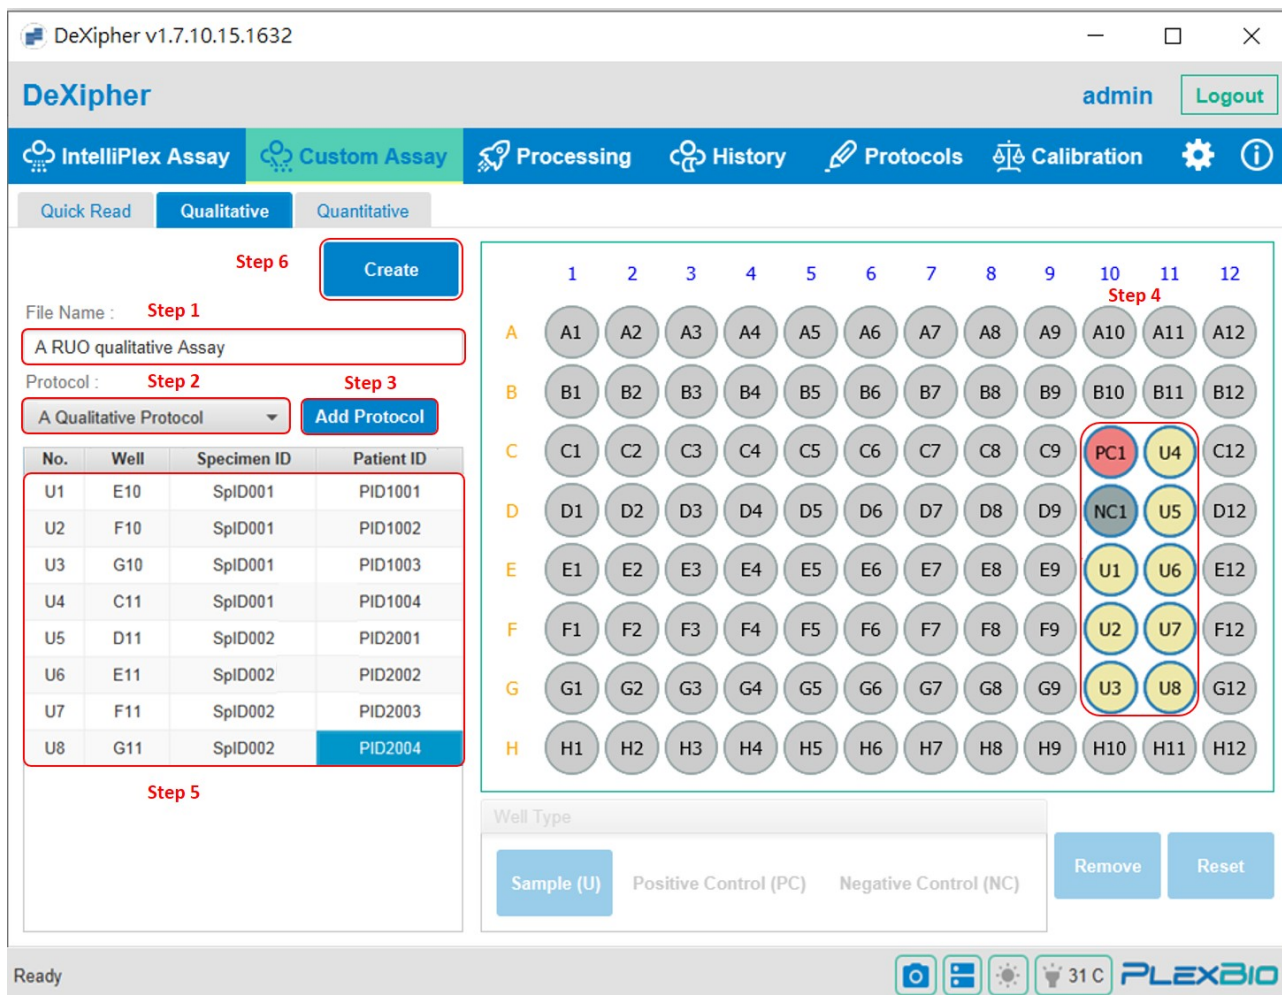 DeXipher v1.7.10.15.1632
DeXipher admin Logout
IntelliPlex Assay Custom Assay Processing History Protocols Calibration
Quick Read Qualitative Quantitative
Step 6 Create
File Name : Step 1
A RUO qualitative Assay
Protocol : Step 2 Step 3
A Qualitative Protocol Add Protocol
No. Well Specimen ID Patient ID
U1 E10 SpID001 PID1001
U2 F10 SpID001 PID1002
U3 G10 SpID001 PID1003
U4 C11 SpID001 PID1004
U5 D11 SpID002 PID2001
U6 E11 SpID002 PID2002
U7 F11 SpID002 PID2003
U8 G11 SpID002 PID2004
Step 5
1 2 3 4 5 6 7 8 9 10 11 12
Step 4
A A1 A2 A3 A4 A5 A6 A7 A8 A9 A10 A11 A12
B B1 B2 B3 B4 B5 B6 B7 B8 B9 B10 B11 B12
C C1 C2 C3 C4 C5 C6 C7 C8 C9 PC1 U4 C12
D D1 D2 D3 D4 D5 D6 D7 D8 D9 NC1 U5 D12
E E1 E2 E3 E4 E5 E6 E7 E8 E9 U1 U6 E12
F F1 F2 F3 F4 F5 F6 F7 F8 F9 U2 U7 F12
G G1 G2 G3 G4 G5 G6 G7 G8 G9 U3 U8 G12
H H1 H2 H3 H4 H5 H6 H7 H8 H9 H10 H11 H12
Well Type
Sample (U) Positive Control (PC) Negative Control (NC)
Remove Reset
Ready 31 C PLEXBIO